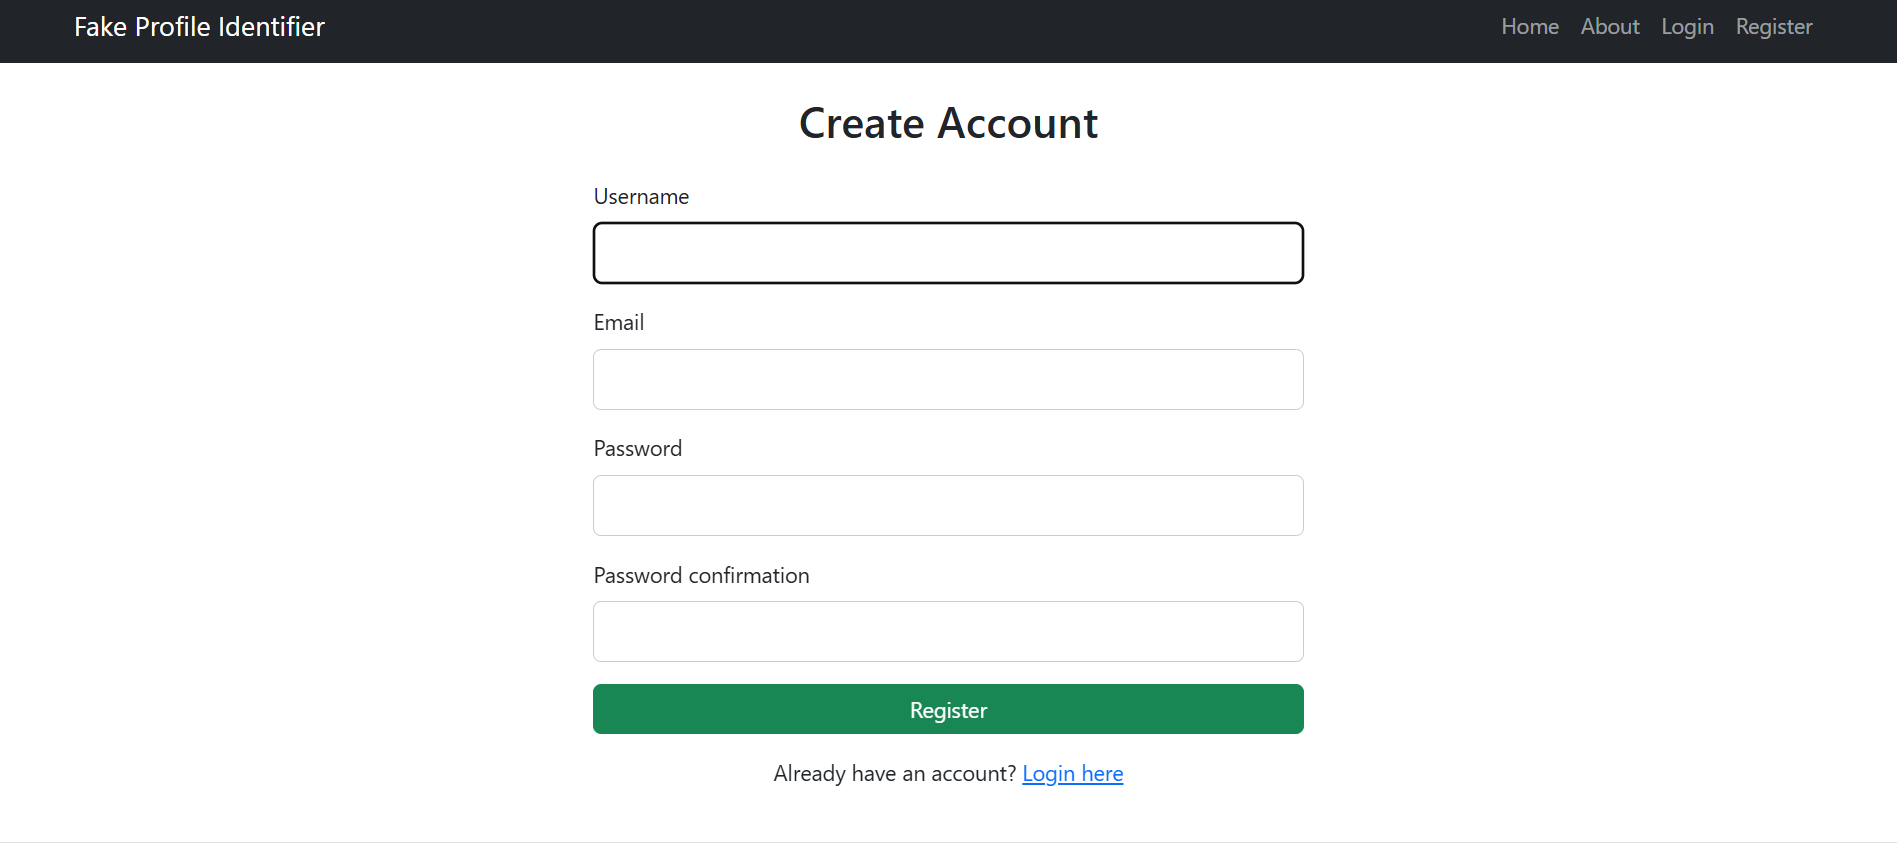 Fake Profile Identifier Home About Login Register
Create Account
Username
Email
Password
Password confirmation
Register
Already have an account? Login here